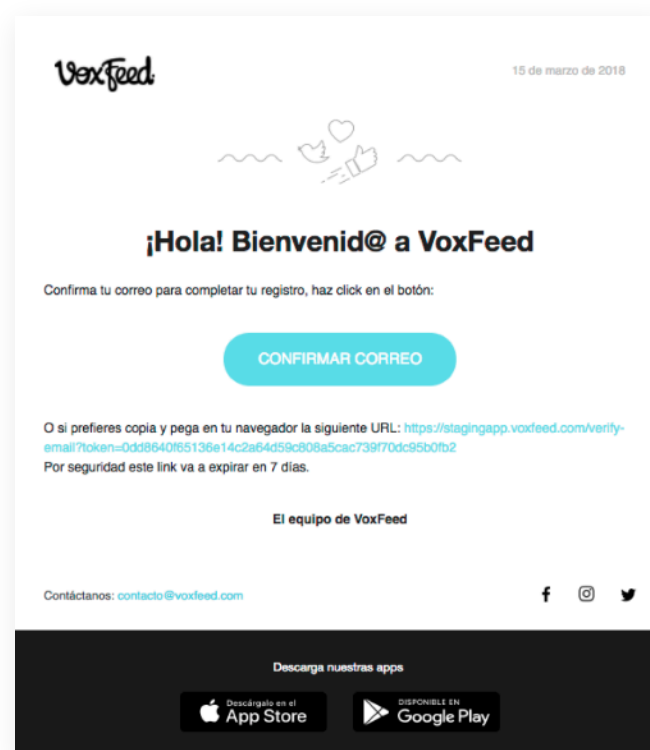 VoxFeed
15 de marzo de 2018
¡Hola! Bienvenid@ a VoxFeed
Confirma tu correo para completar tu registro, haz click en el botón:
CONFIRMAR CORREO
O si prefieres copia y pega en tu navegador la siguiente URL: https://stagingapp.voxfeed.com/verify-
email?token=0dd8640f65136e14c2a64d59c808a5cac739f70dc95b0fb2
Por seguridad este link va a expirar en 7 días.
El equipo de VoxFeed
Contáctanos: contacto@voxfeed.com
Descarga nuestras apps
Descárgalo en el
App Store
DISPONIBLE EN
Google Play